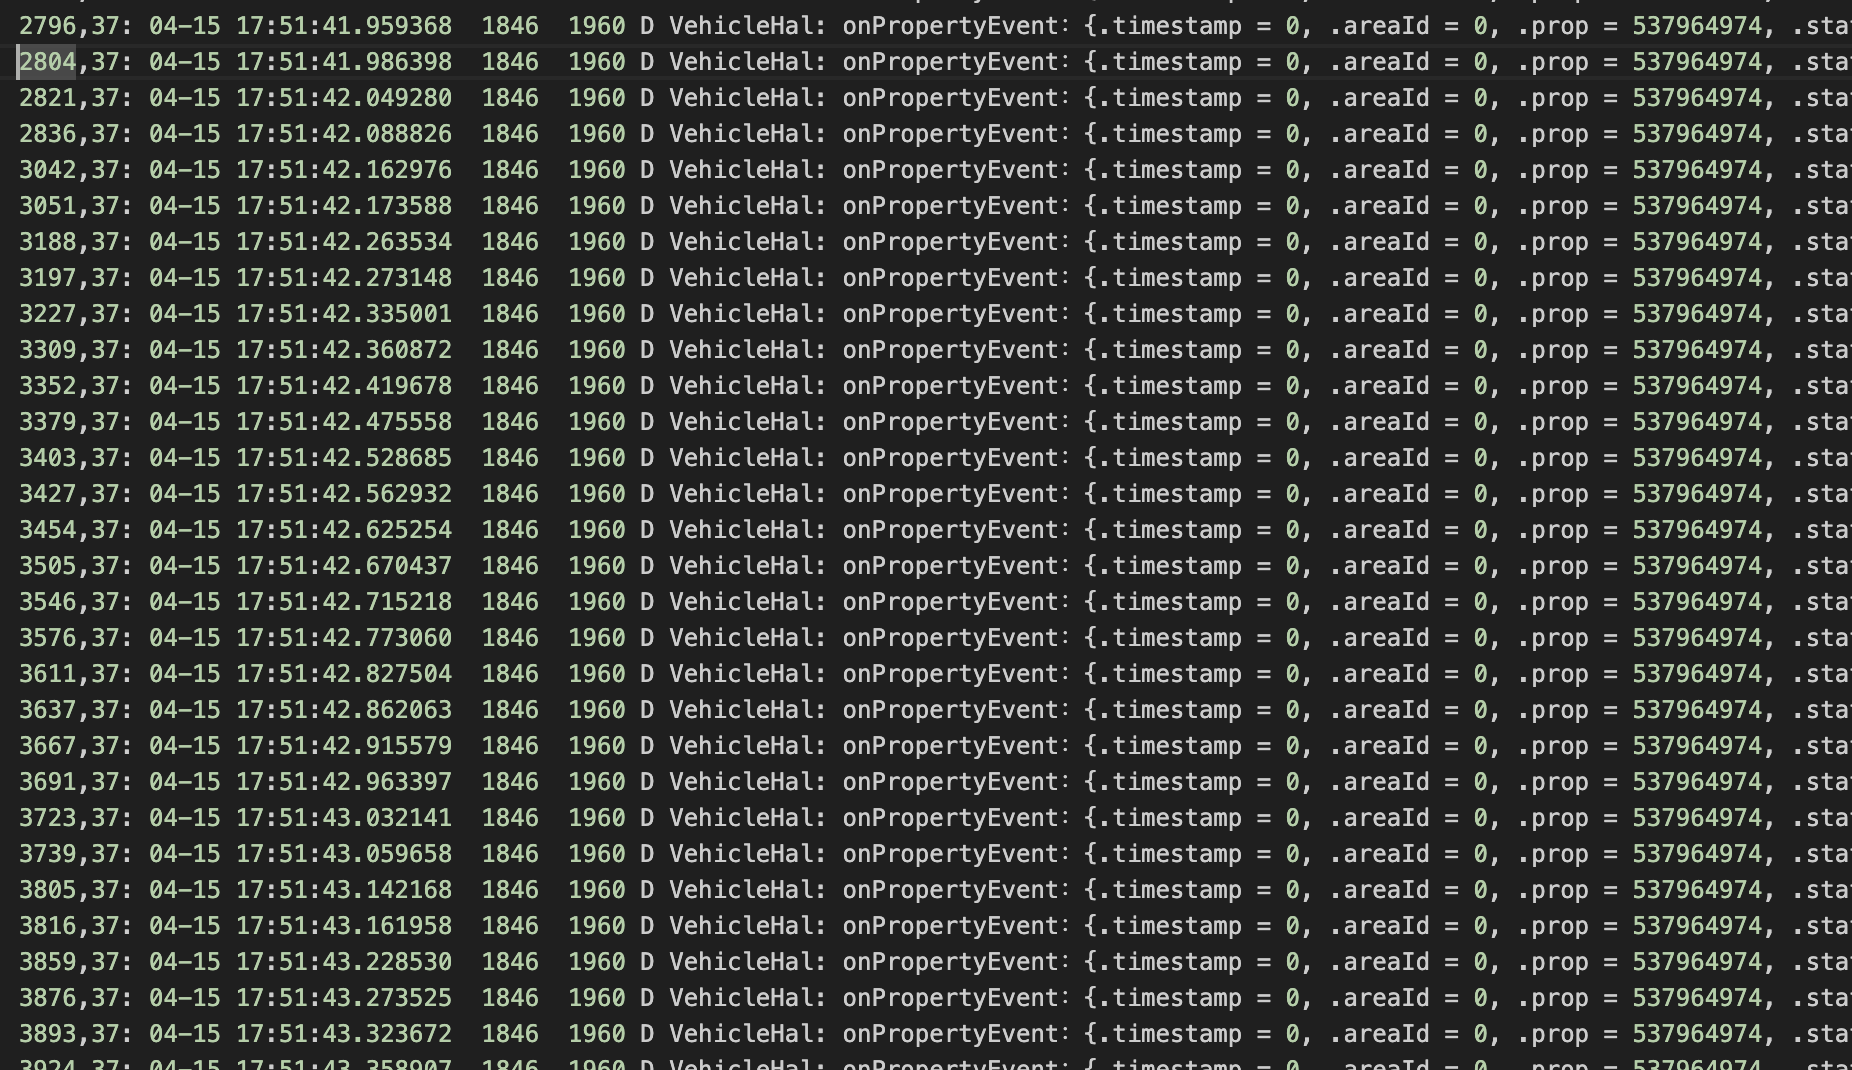 2796,37: 04-15 17:51:41.959368  1846  1960 D VehicleHal: onPropertyEvent: {.timestamp = 0, .areaId = 0, .prop = 537964974, .sta
2804,37: 04-15 17:51:41.986398  1846  1960 D VehicleHal: onPropertyEvent: {.timestamp = 0, .areaId = 0, .prop = 537964974, .sta
2821,37: 04-15 17:51:42.049280  1846  1960 D VehicleHal: onPropertyEvent: {.timestamp = 0, .areaId = 0, .prop = 537964974, .sta
2836,37: 04-15 17:51:42.088826  1846  1960 D VehicleHal: onPropertyEvent: {.timestamp = 0, .areaId = 0, .prop = 537964974, .sta
3042,37: 04-15 17:51:42.162976  1846  1960 D VehicleHal: onPropertyEvent: {.timestamp = 0, .areaId = 0, .prop = 537964974, .sta
3051,37: 04-15 17:51:42.173588  1846  1960 D VehicleHal: onPropertyEvent: {.timestamp = 0, .areaId = 0, .prop = 537964974, .sta
3188,37: 04-15 17:51:42.263534  1846  1960 D VehicleHal: onPropertyEvent: {.timestamp = 0, .areaId = 0, .prop = 537964974, .sta
3197,37: 04-15 17:51:42.273148  1846  1960 D VehicleHal: onPropertyEvent: {.timestamp = 0, .areaId = 0, .prop = 537964974, .sta
3227,37: 04-15 17:51:42.335001  1846  1960 D VehicleHal: onPropertyEvent: {.timestamp = 0, .areaId = 0, .prop = 537964974, .sta
3309,37: 04-15 17:51:42.360872  1846  1960 D VehicleHal: onPropertyEvent: {.timestamp = 0, .areaId = 0, .prop = 537964974, .sta
3352,37: 04-15 17:51:42.419678  1846  1960 D VehicleHal: onPropertyEvent: {.timestamp = 0, .areaId = 0, .prop = 537964974, .sta
3379,37: 04-15 17:51:42.475558  1846  1960 D VehicleHal: onPropertyEvent: {.timestamp = 0, .areaId = 0, .prop = 537964974, .sta
3403,37: 04-15 17:51:42.528685  1846  1960 D VehicleHal: onPropertyEvent: {.timestamp = 0, .areaId = 0, .prop = 537964974, .sta
3427,37: 04-15 17:51:42.562932  1846  1960 D VehicleHal: onPropertyEvent: {.timestamp = 0, .areaId = 0, .prop = 537964974, .sta
3454,37: 04-15 17:51:42.625254  1846  1960 D VehicleHal: onPropertyEvent: {.timestamp = 0, .areaId = 0, .prop = 537964974, .sta
3505,37: 04-15 17:51:42.670437  1846  1960 D VehicleHal: onPropertyEvent: {.timestamp = 0, .areaId = 0, .prop = 537964974, .sta
3546,37: 04-15 17:51:42.715218  1846  1960 D VehicleHal: onPropertyEvent: {.timestamp = 0, .areaId = 0, .prop = 537964974, .sta
3576,37: 04-15 17:51:42.773060  1846  1960 D VehicleHal: onPropertyEvent: {.timestamp = 0, .areaId = 0, .prop = 537964974, .sta
3611,37: 04-15 17:51:42.827504  1846  1960 D VehicleHal: onPropertyEvent: {.timestamp = 0, .areaId = 0, .prop = 537964974, .sta
3637,37: 04-15 17:51:42.862063  1846  1960 D VehicleHal: onPropertyEvent: {.timestamp = 0, .areaId = 0, .prop = 537964974, .sta
3667,37: 04-15 17:51:42.915579  1846  1960 D VehicleHal: onPropertyEvent: {.timestamp = 0, .areaId = 0, .prop = 537964974, .sta
3691,37: 04-15 17:51:42.963397  1846  1960 D VehicleHal: onPropertyEvent: {.timestamp = 0, .areaId = 0, .prop = 537964974, .sta
3723,37: 04-15 17:51:43.032141  1846  1960 D VehicleHal: onPropertyEvent: {.timestamp = 0, .areaId = 0, .prop = 537964974, .sta
3739,37: 04-15 17:51:43.059658  1846  1960 D VehicleHal: onPropertyEvent: {.timestamp = 0, .areaId = 0, .prop = 537964974, .sta
3805,37: 04-15 17:51:43.142168  1846  1960 D VehicleHal: onPropertyEvent: {.timestamp = 0, .areaId = 0, .prop = 537964974, .sta
3816,37: 04-15 17:51:43.161958  1846  1960 D VehicleHal: onPropertyEvent: {.timestamp = 0, .areaId = 0, .prop = 537964974, .sta
3859,37: 04-15 17:51:43.228530  1846  1960 D VehicleHal: onPropertyEvent: {.timestamp = 0, .areaId = 0, .prop = 537964974, .sta
3876,37: 04-15 17:51:43.273525  1846  1960 D VehicleHal: onPropertyEvent: {.timestamp = 0, .areaId = 0, .prop = 537964974, .sta
3893,37: 04-15 17:51:43.323672  1846  1960 D VehicleHal: onPropertyEvent: {.timestamp = 0, .areaId = 0, .prop = 537964974, .sta
3924,37: 04-15 17:51:43.358907  1846  1960 D VehicleHal: onPropertyEvent: {.timestamp = 0, .areaId = 0, .prop = 537964974, .sta